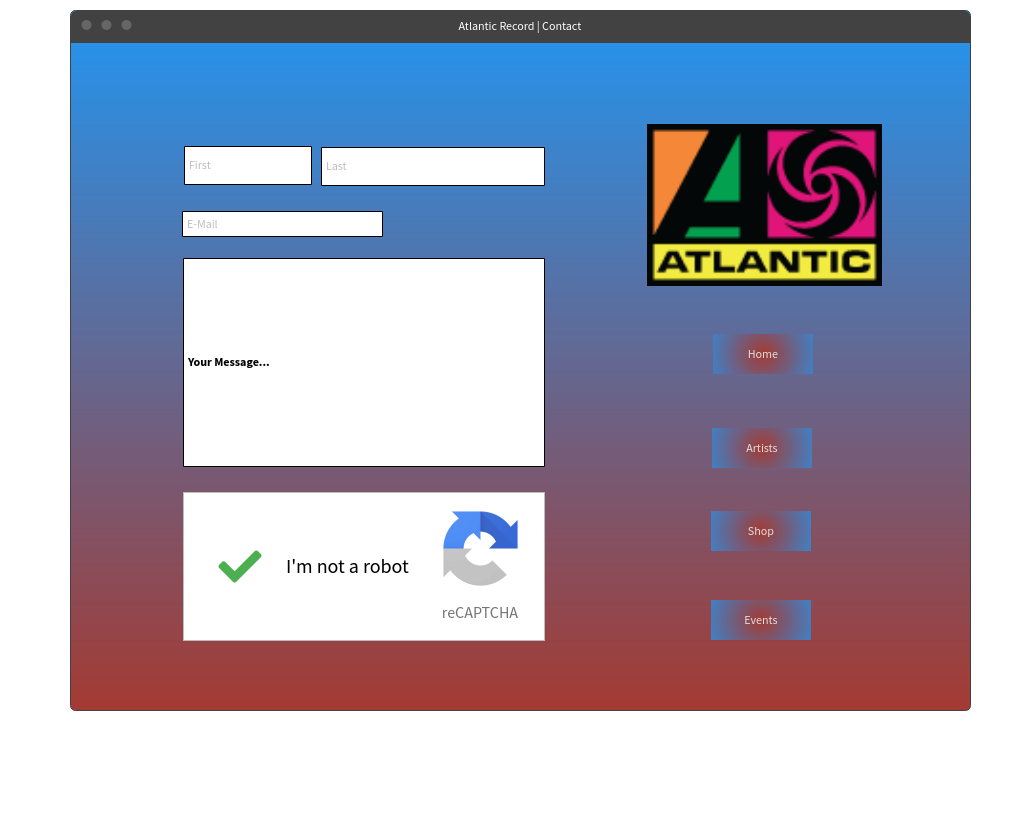 Atlantic Record | Contact
First
Last
E-Mail
Your Message...
I'm not a robot
reCAPTCHA
ATLANTIC
Home
Artists
Shop
Events